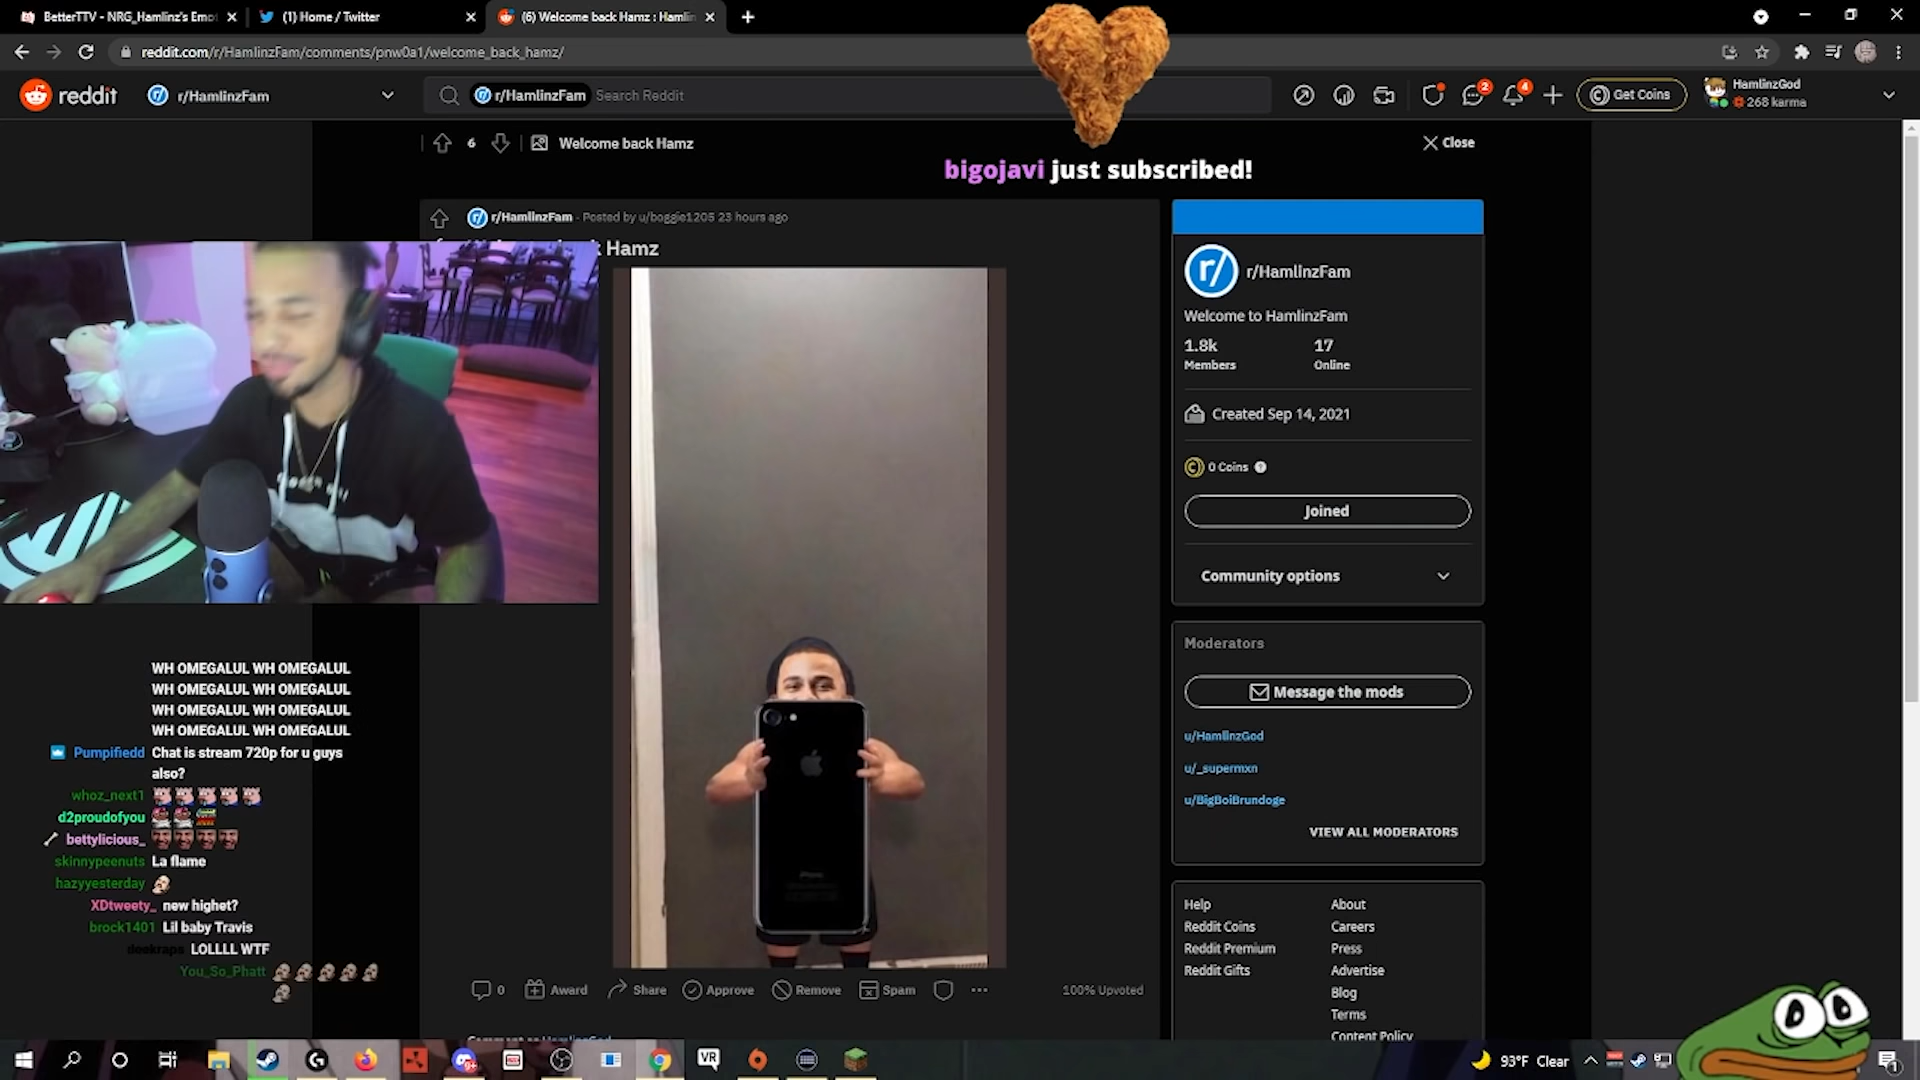 BetterTTV - NRG_Hamlinz's Emot
(1) Home / Twitter
(6) Welcome back Hamz : Hamlin
reddit.com/r/HamlinzFam/comments/pnw0a1/welcome_back_hamz/
reddit
r/HamlinzFam
r/HamlinzFam Search Reddit
2
4
Get Coins
HamlinzGod
268 karma
6
Welcome back Hamz
Close
bigojavi just subscribed!
r/HamlinzFam · Posted by u/boggie1205 23 hours ago
Hamz
r/HamlinzFam
Welcome to HamlinzFam
1.8k
Members
17
Online
Created Sep 14, 2021
0 Coins
Joined
Community options
Moderators
Message the mods
u/HamlinzGod
u/_supermxn
u/BigBoiBrundoge
VIEW ALL MODERATORS
Help
About
Reddit Coins
Careers
Reddit Premium
Press
Reddit Gifts
Advertise
Blog
Terms
Content Policy
WH OMEGALUL WH OMEGALUL
WH OMEGALUL WH OMEGALUL
WH OMEGALUL WH OMEGALUL
WH OMEGALUL WH OMEGALUL
Pumpifiedd Chat is stream 720p for u guys
also?
whoz_next1
d2proudofyou
bettylicious_
skinnypeenuts La flame
hazyyesterday
XDtweety_ new highet?
brock1401 Lil baby Travis
LOLLLL WTF
You_So_Phatt
iPhone
0
Award
Share
Approve
Remove
Spam
100% Upvoted
VR
93°F Clear
1